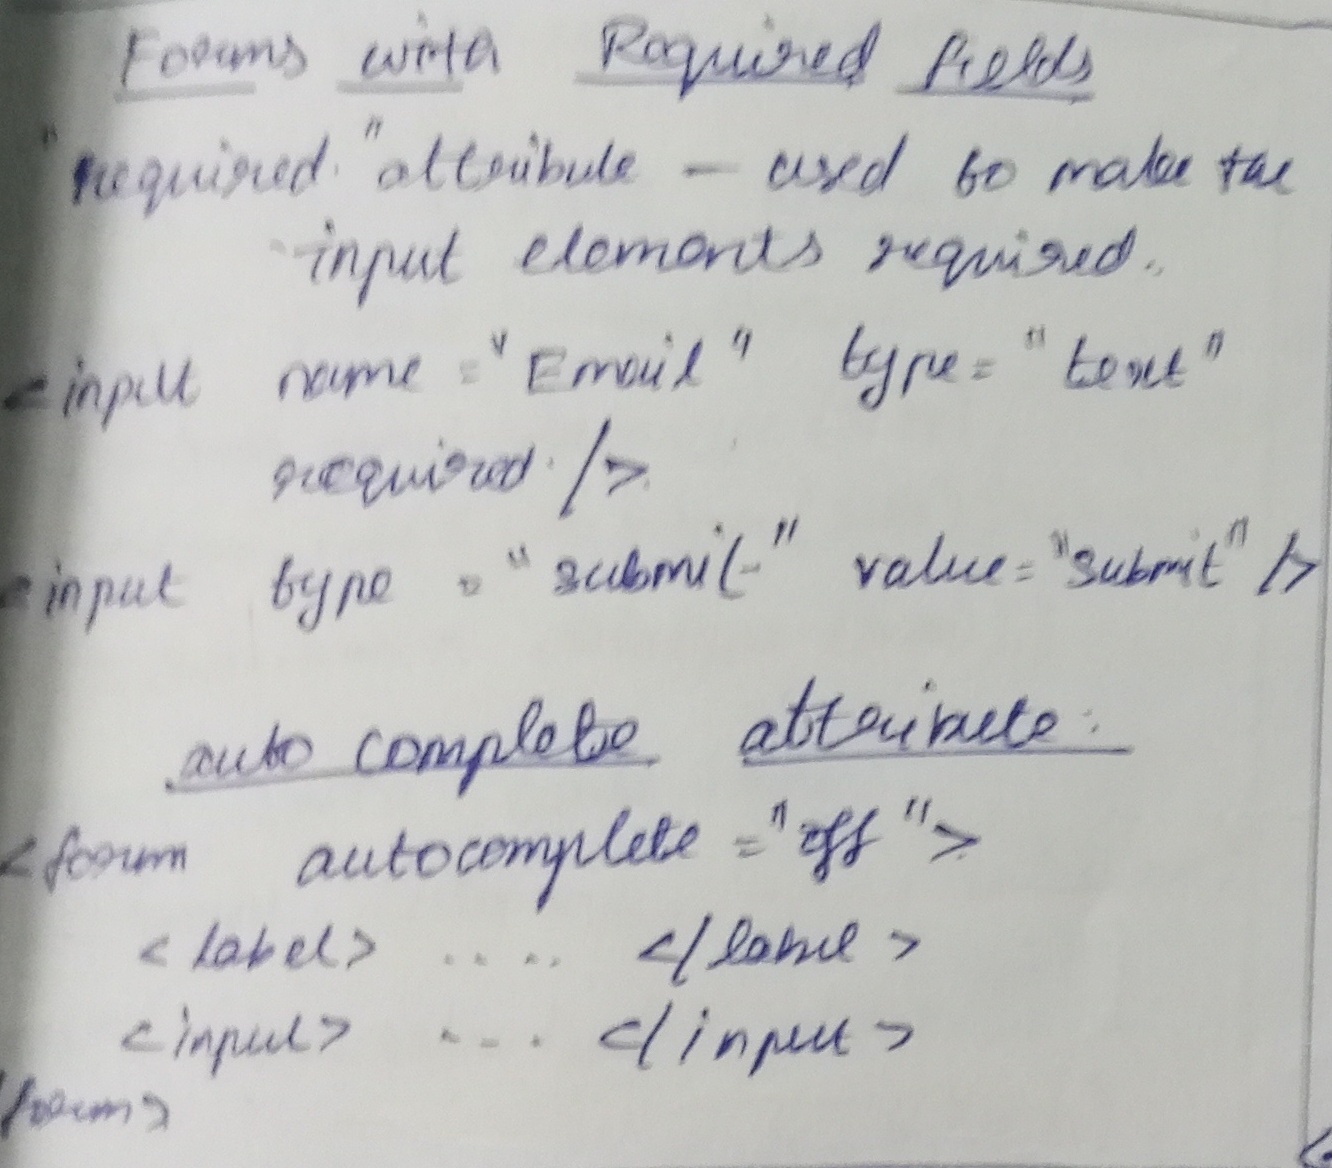 Forms with Required fields
"required" attribute – used to make the
input elements required.
<input name="Email" type="text"
required />
<input type="submit" value="submit" />
auto complete attribute:
<form autocomplete="off">
<label> .... </label>
<input> .... </input>
/form>